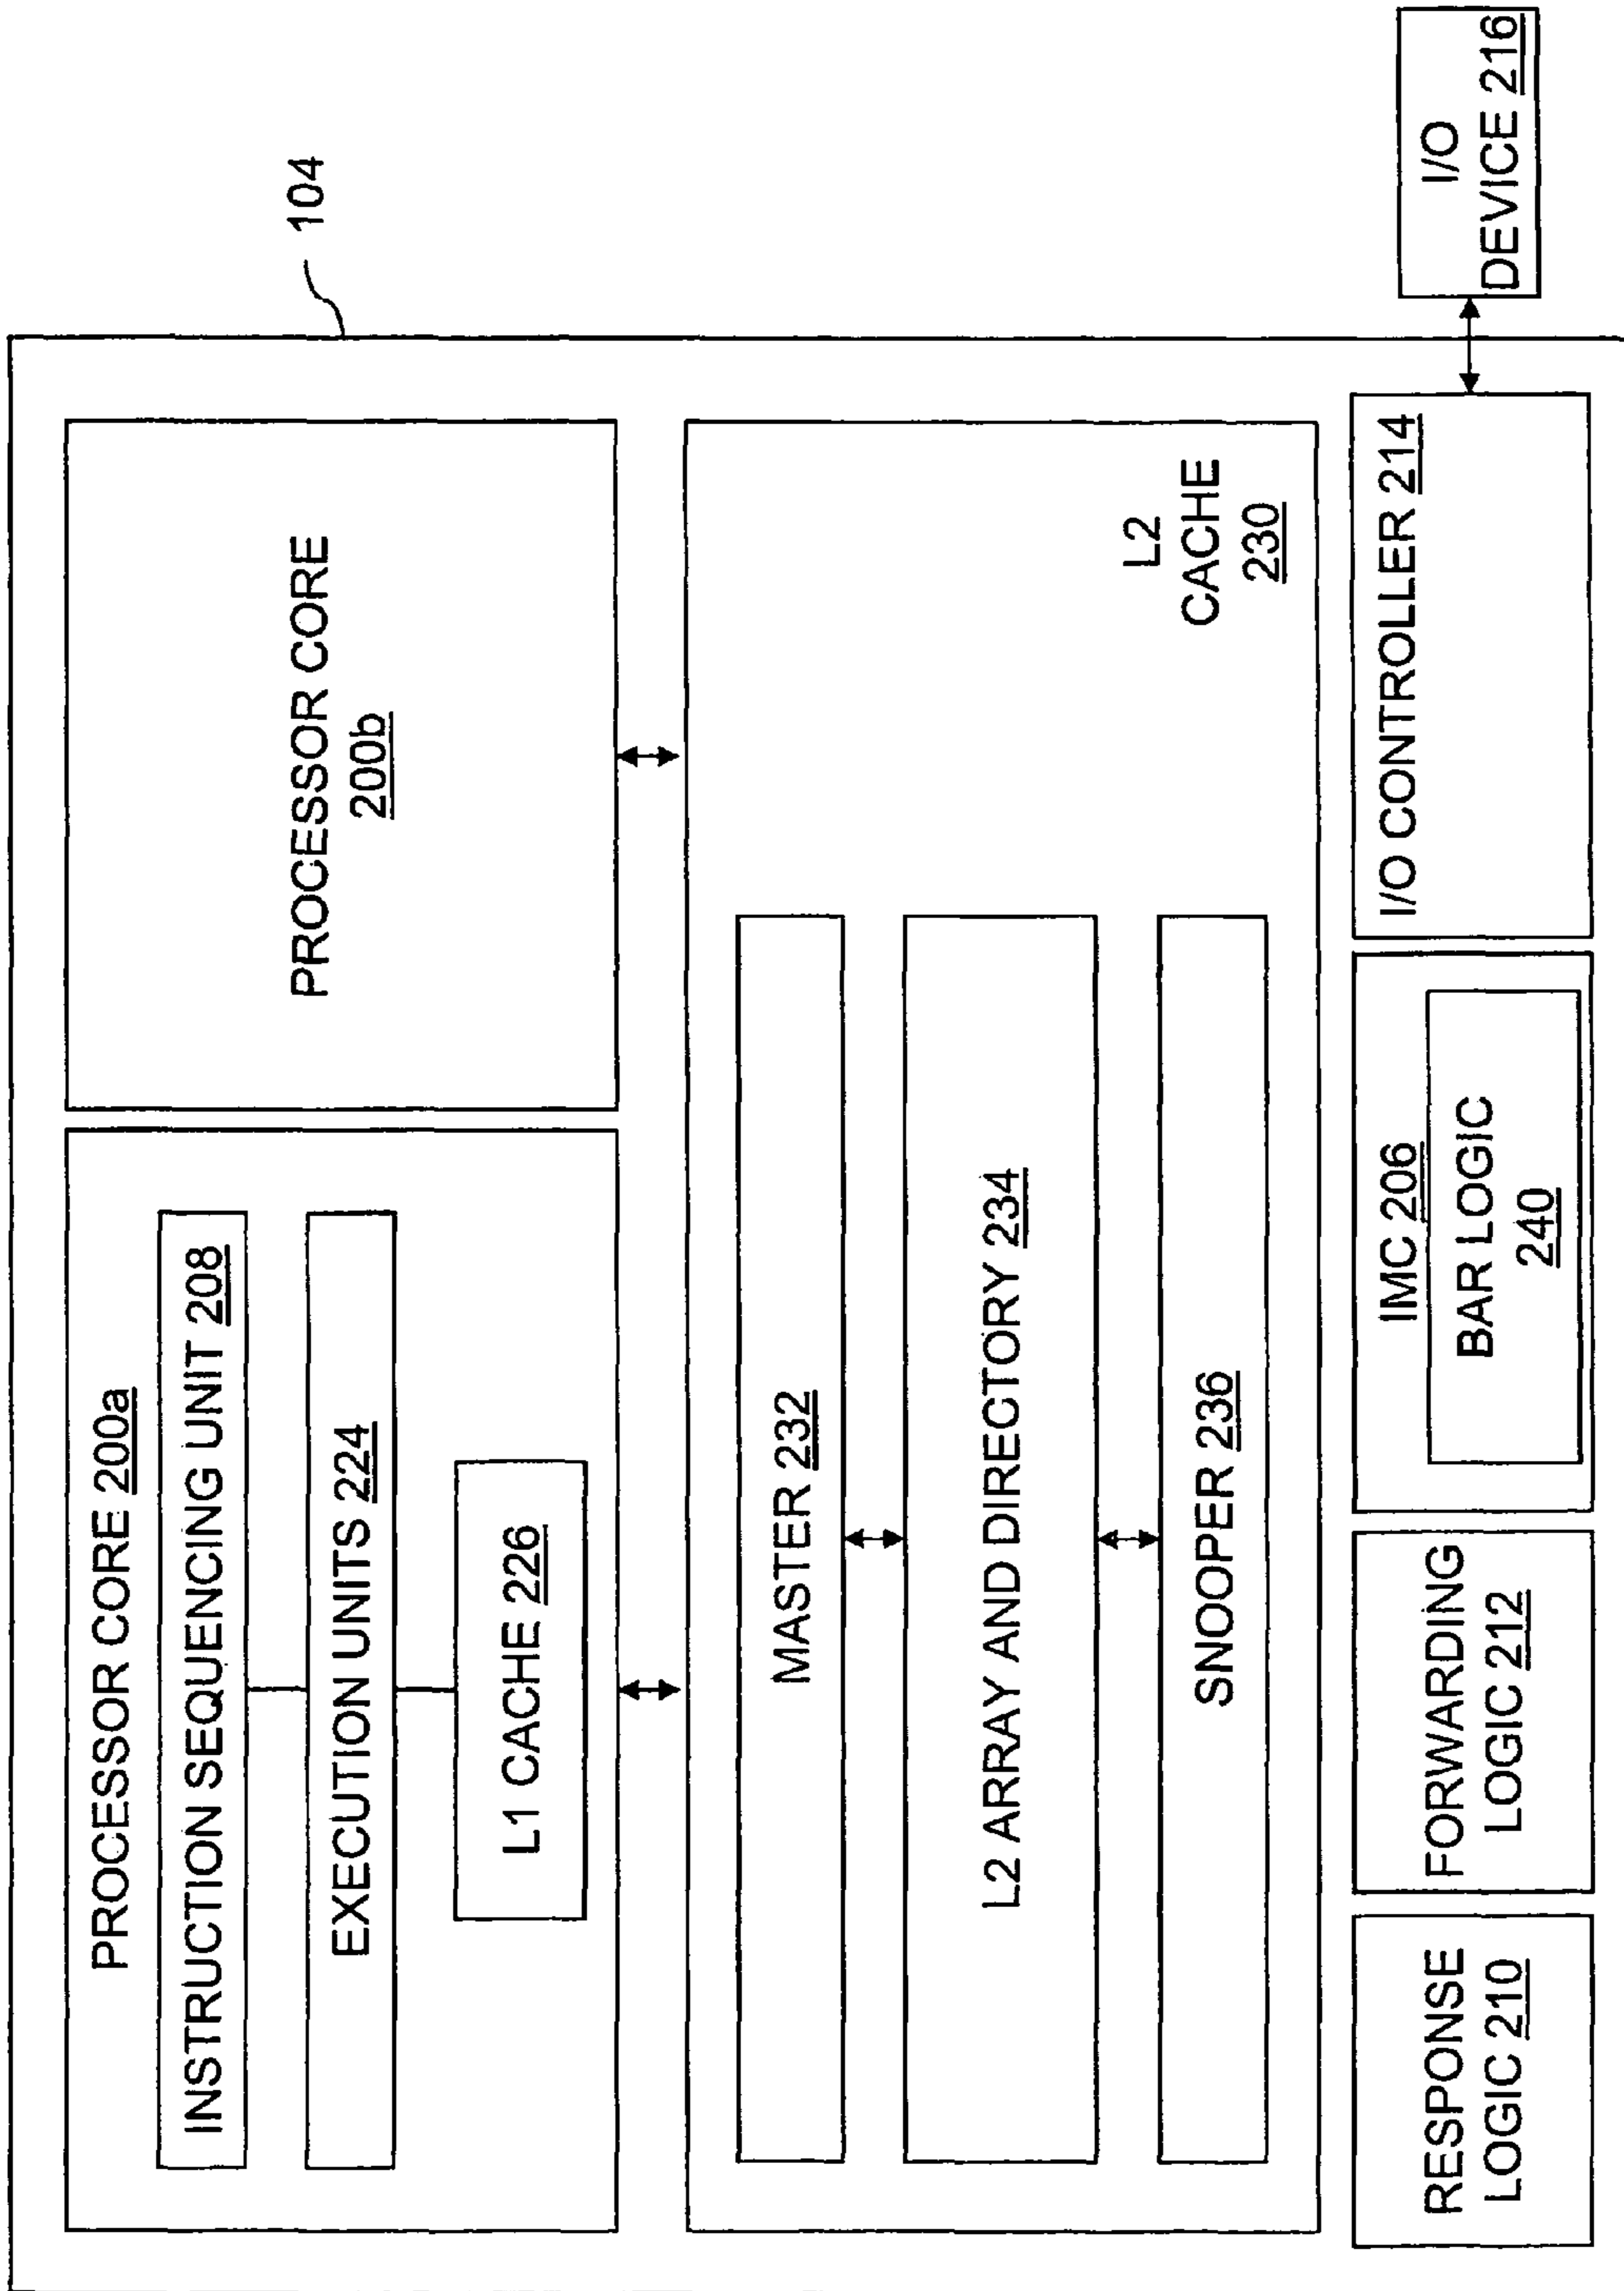 104
PROCESSOR CORE 200a
INSTRUCTION SEQUENCING UNIT 208
EXECUTION UNITS 224
L1 CACHE 226
PROCESSOR CORE
200b
MASTER 232
L2 ARRAY AND DIRECTORY 234
SNOOPER 236
L2
CACHE
230
RESPONSE
LOGIC 210
FORWARDING
LOGIC 212
IMC 206
BAR LOGIC
240
I/O CONTROLLER 214
I/O
DEVICE 216